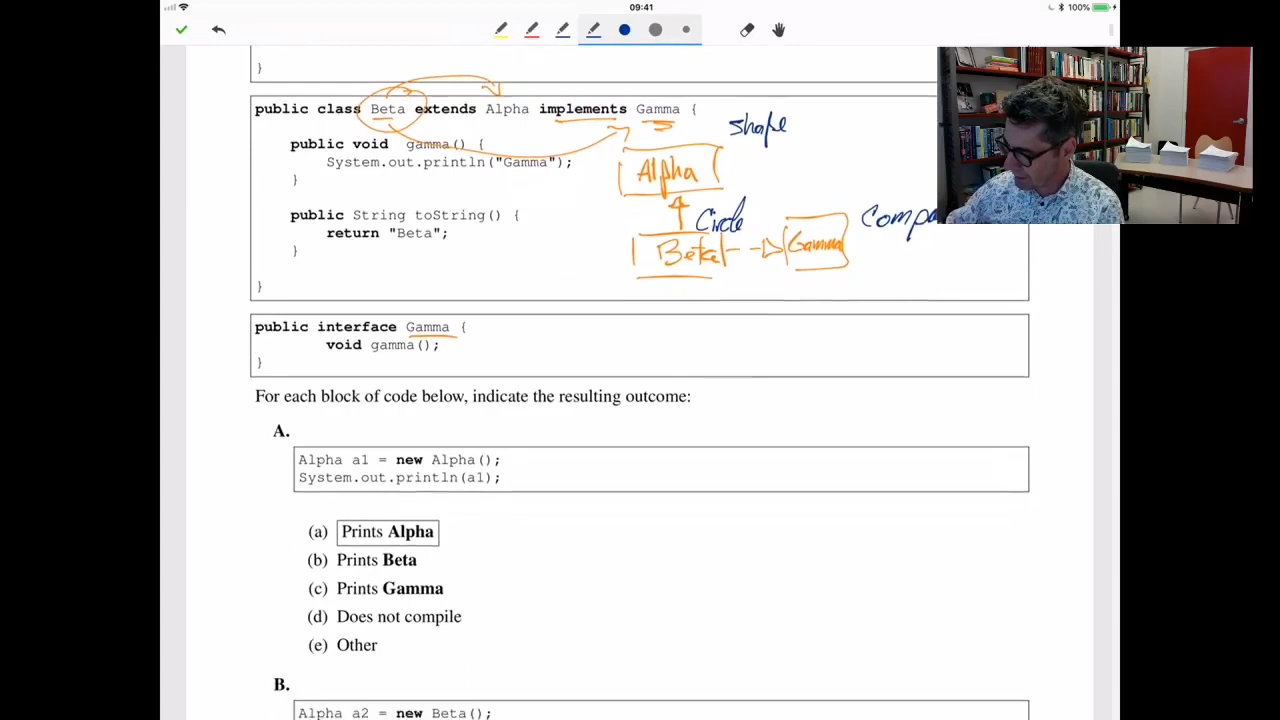 09:41
100%
}
public class Beta extends Alpha implements Gamma {
shape
public void gamma() {
System.out.println("Gamma");
}
Alpha
public String toString() {
return "Beta";
}
Circle
Compa
Beta
Gamma
}
public interface Gamma {
void gamma();
}
For each block of code below, indicate the resulting outcome:
A.
Alpha a1 = new Alpha();
System.out.println(a1);
(a) Prints Alpha
(b) Prints Beta
(c) Prints Gamma
(d) Does not compile
(e) Other
B.
Alpha a2 = new Beta();